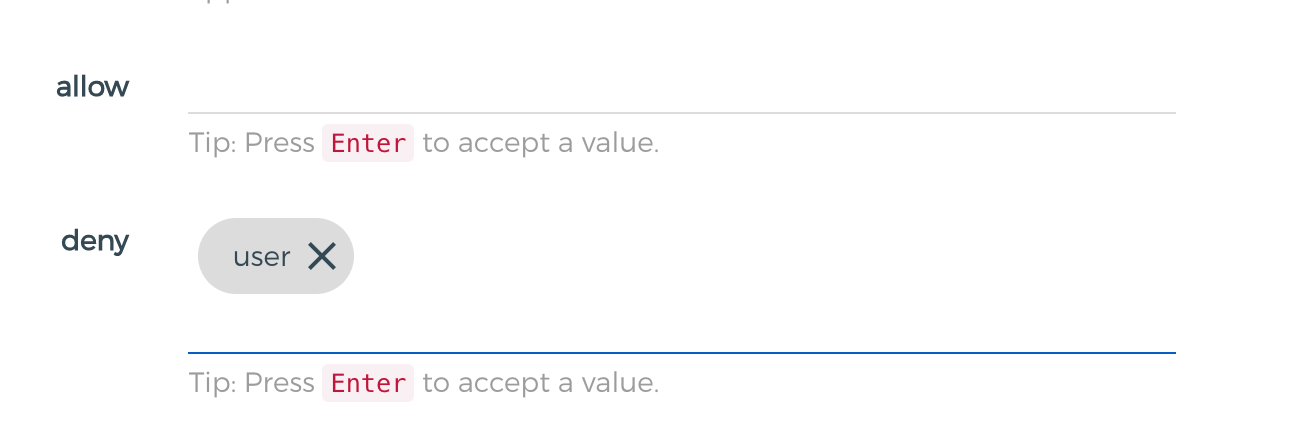 allow
Tip: Press Enter to accept a value.
deny
user
Tip: Press Enter to accept a value.